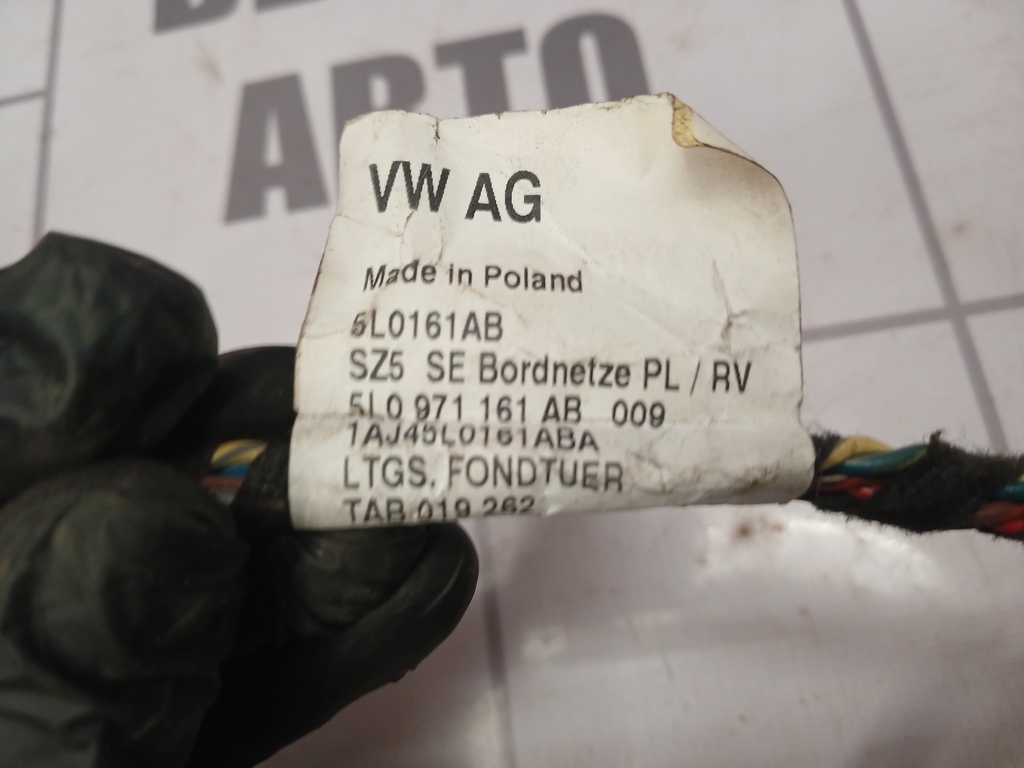 АВТО
VW AG
Made in Poland
5L0161AB
SZ5 SE Bordnetze PL / RV
5L0 971 161 AB 009
1AJ45L0161ABA
LTGS. FONDTUER
TAB 019 262